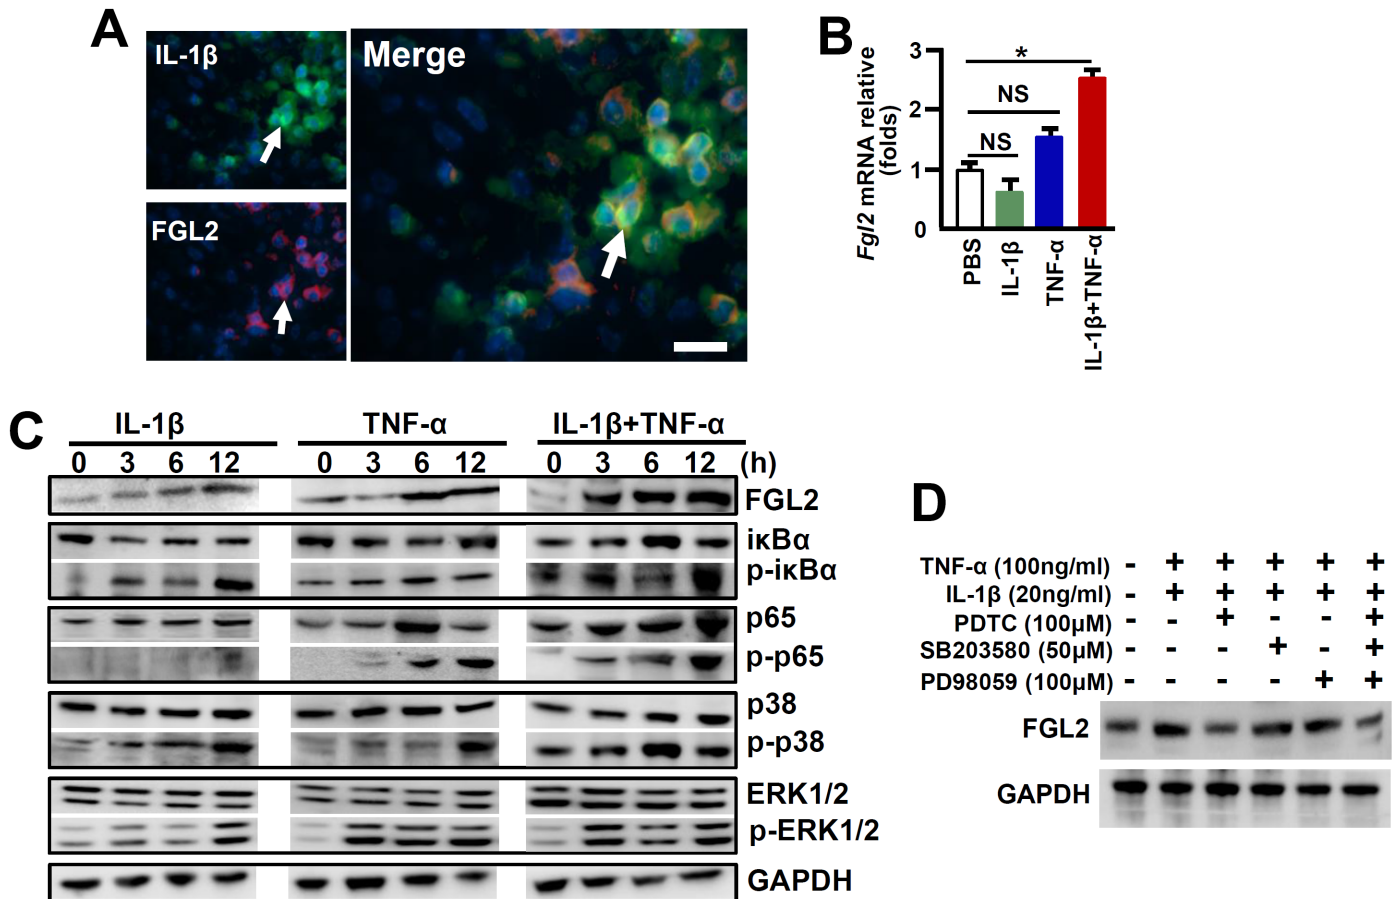 A
IL-1β
FGL2
Merge
B
Fgl2 mRNA relative
(folds)
3
2
1
0
*
NS
NS
PBS
IL-1β
TNF-α
IL-1β+TNF-α
C
IL-1β TNF-α IL-1β+TNF-α
0 3 6 12 0 3 6 12 0 3 6 12 (h)
FGL2
iκBα
p-iκBα
p65
p-p65
p38
p-p38
ERK1/2
p-ERK1/2
GAPDH
D
TNF-α (100ng/ml) - + + + + +
IL-1β (20ng/ml) - + + + + +
PDTC (100μM) - - + - - +
SB203580 (50μM) - - - + - +
PD98059 (100μM) - - - - + +
FGL2
GAPDH